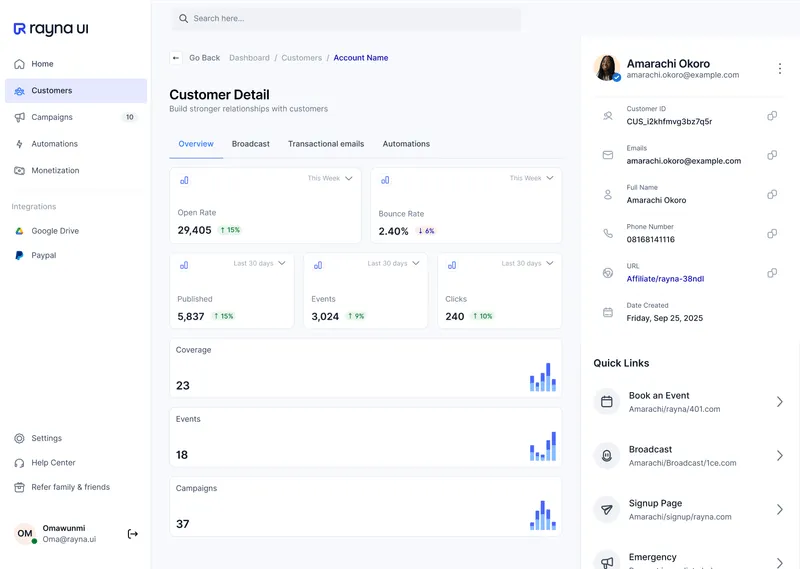 rayna UI
Home
Customers
Campaigns 10
Automations
Monetization
Integrations
Google Drive
Paypal
Settings
Help Center
Refer family & friends
OM
Omawunmi
Oma@rayna.ui
Search here...
Go Back Dashboard / Customers / Account Name
Customer Detail
Build stronger relationships with customers
Overview Broadcast Transactional emails Automations
This Week
Open Rate
29,405 ↑ 15%
This Week
Bounce Rate
2.40% ↓ 6%
Last 30 days
Published
5,837 ↑ 15%
Last 30 days
Events
3,024 ↑ 9%
Last 30 days
Clicks
240 ↑ 10%
Coverage
23
Events
18
Campaigns
37
Amarachi Okoro
amarachi.okoro@example.com
Customer ID
CUS_i2khfmvg3bz7q5r
Emails
amarachi.okoro@example.com
Full Name
Amarachi Okoro
Phone Number
08168141116
URL
Affiliate/rayna-38ndl
Date Created
Friday, Sep 25, 2025
Quick Links
Book an Event
Amarachi/rayna/401.com
Broadcast
Amarachi/Broadcast/1ce.com
Signup Page
Amarachi/signup/rayna.com
Emergency